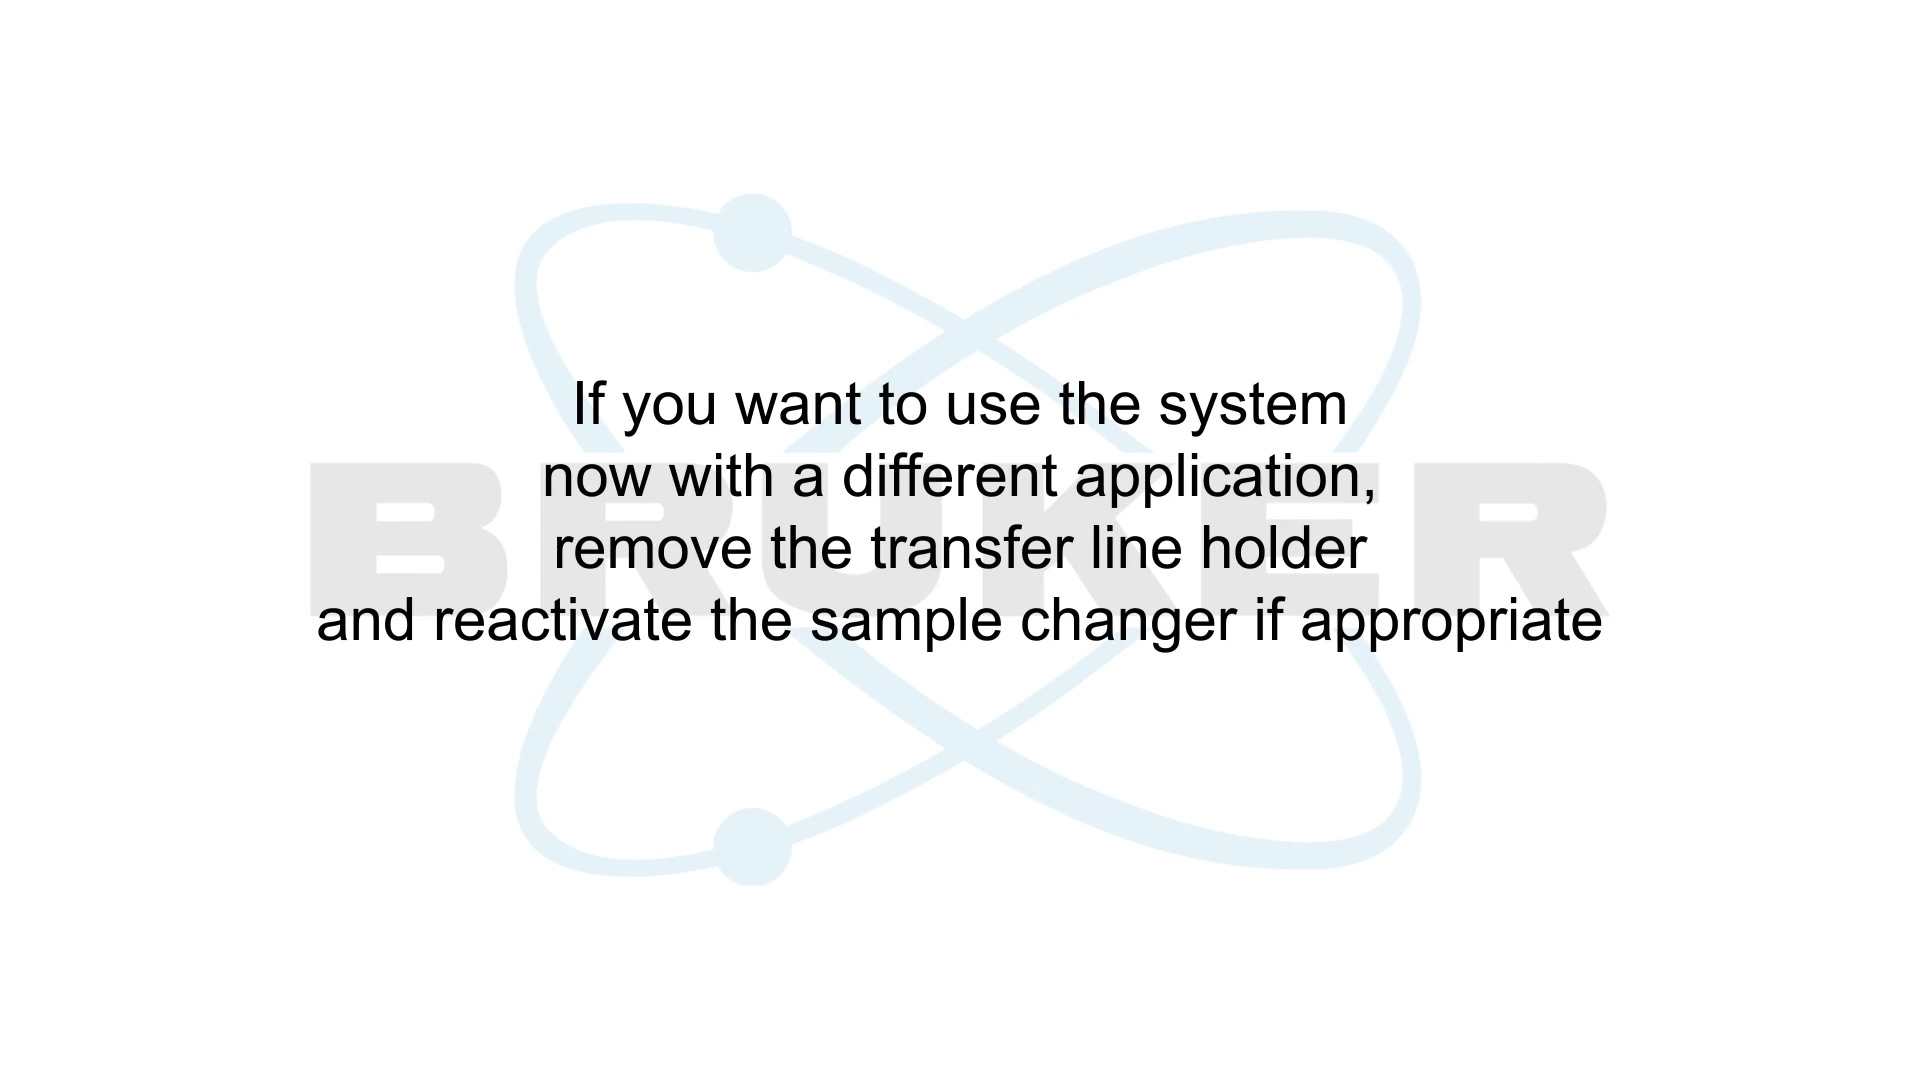 If you want to use the system
now with a different application,
BRUKER
remove the transfer line holder
and reactivate the sample changer if appropriate